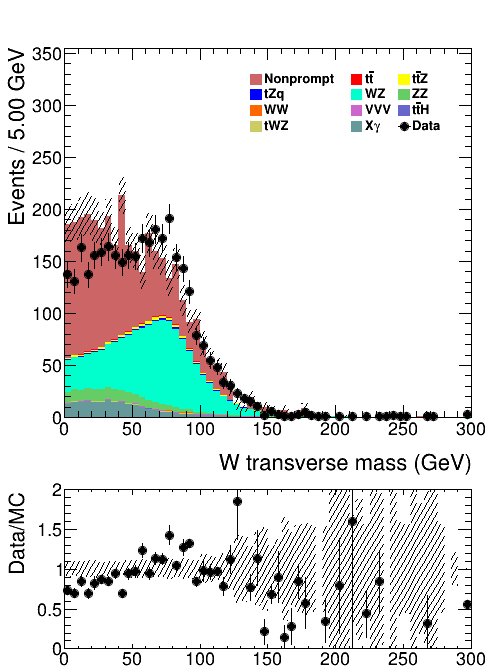 Events / 5.00 GeV
350
300
250
200
150
100
50
0
Nonprompt tt̄ tt̄Z
tZq WZ ZZ
WW VVV tt̄H
tWZ Xγ Data
0 50 100 150 200 250 300
W transverse mass (GeV)
Data/MC
2
1.5
1
0.5
0
0 50 100 150 200 250 300